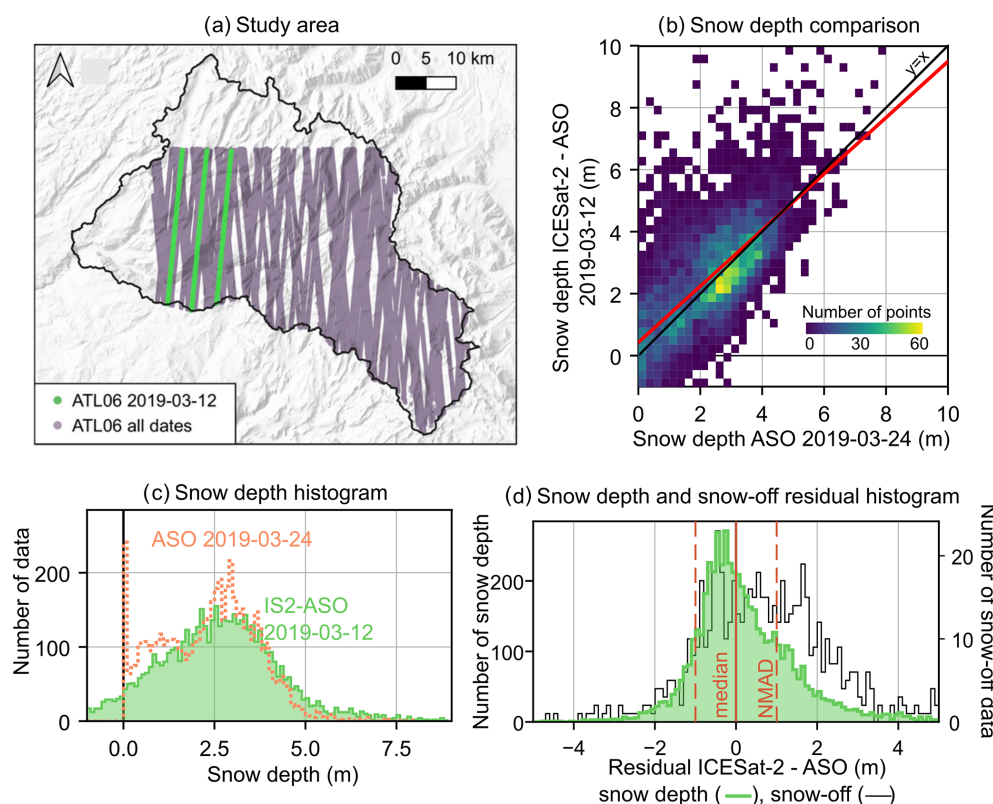 (a) Study area
0 5 10 km
ATL06 2019-03-12
ATL06 all dates
(b) Snow depth comparison
Snow depth ICESat-2 - ASO
2019-03-12 (m)
10
8
6
4
2
0
y=x
Number of points
0 30 60
0 2 4 6 8 10
Snow depth ASO 2019-03-24 (m)
(c) Snow depth histogram
Number of data
200
100
0
ASO 2019-03-24
IS2-ASO
2019-03-12
0.0 2.5 5.0 7.5
Snow depth (m)
(d) Snow depth and snow-off residual histogram
Number of snow depth
200
100
0
median
NMAD
20
10
0
Number of snow-off data
−4 −2 0 2 4
Residual ICESat-2 - ASO (m)
snow depth (—), snow-off (—)